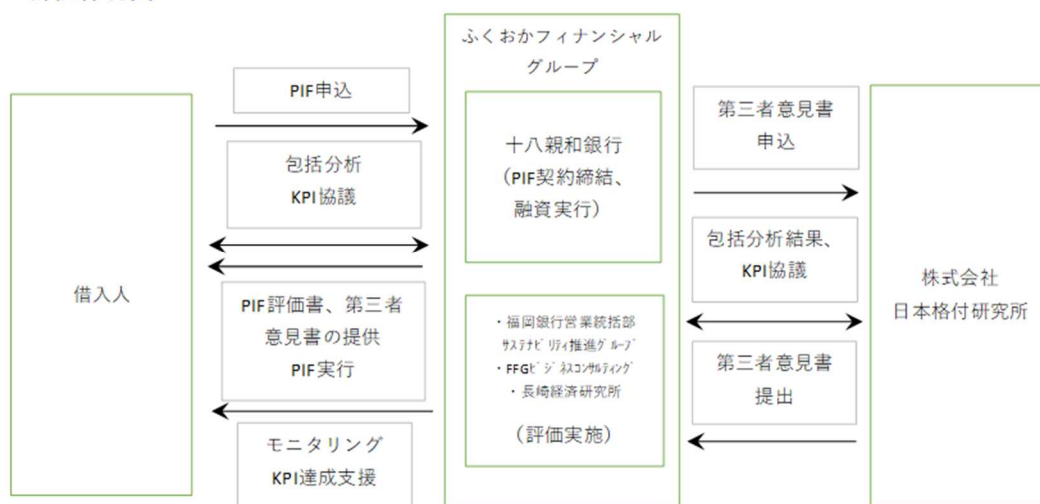 借入人
PIF申込
包括分析
KPI協議
PIF評価書、第三者
意見書の提供
PIF実行
モニタリング
KPI達成支援
ふくおかフィナンシャル
グループ
十八親和銀行
(PIF契約締結、
融資実行)
・福岡銀行営業統括部
ｻｽﾃﾅﾋﾞﾘﾃｨ推進ｸﾞﾙｰﾌﾟ
・FFGﾋﾞｼﾞﾈｽｺﾝｻﾙﾃｨﾝｸﾞ
・長崎経済研究所
(評価実施)
第三者意見書
申込
包括分析結果、
KPI協議
第三者意見書
提出
株式会社
日本格付研究所